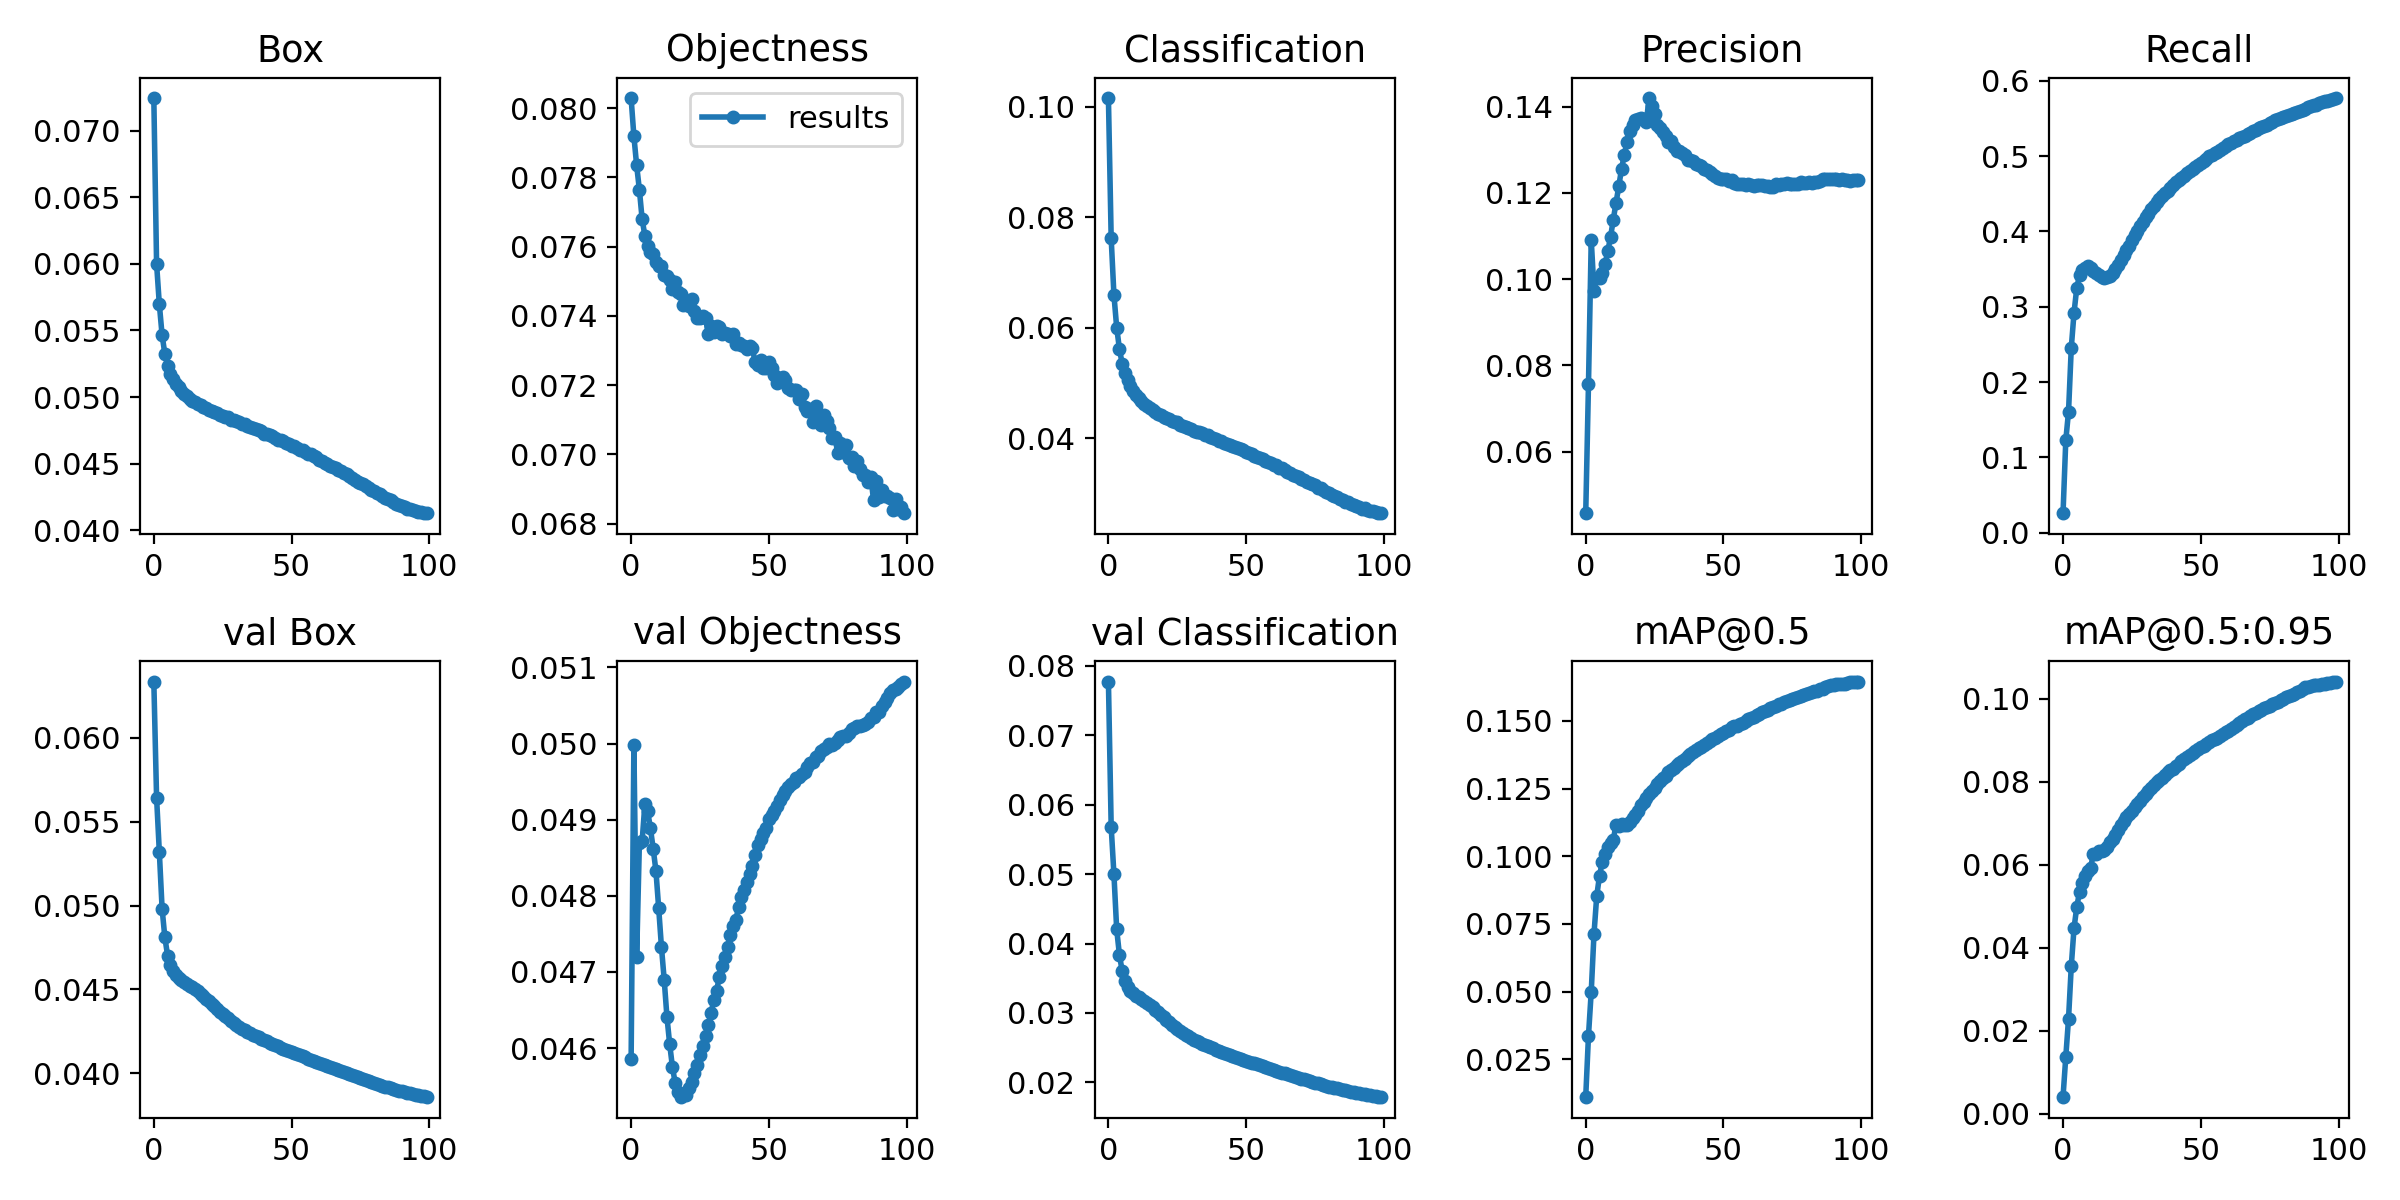 Box
Objectness
Classification
Precision
Recall
0.070
0.065
0.060
0.055
0.050
0.045
0.040
0 50 100
results
0.080
0.078
0.076
0.074
0.072
0.070
0.068
0 50 100
0.10
0.08
0.06
0.04
0 50 100
0.14
0.12
0.10
0.08
0.06
0 50 100
0.6
0.5
0.4
0.3
0.2
0.1
0.0
0 50 100
val Box
val Objectness
val Classification
mAP@0.5
mAP@0.5:0.95
0.060
0.055
0.050
0.045
0.040
0 50 100
0.051
0.050
0.049
0.048
0.047
0.046
0 50 100
0.08
0.07
0.06
0.05
0.04
0.03
0.02
0 50 100
0.150
0.125
0.100
0.075
0.050
0.025
0 50 100
0.10
0.08
0.06
0.04
0.02
0.00
0 50 100